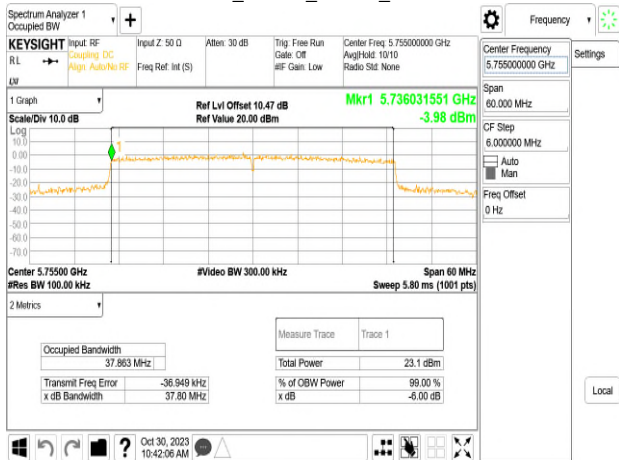 Spectrum Analyzer 1
Occupied BW
Frequency
KEYSIGHT
RL
LXI
Input: RF
Coupling: DC
Align: Auto/No RF
Input Z: 50 Ω
Freq Ref: Int (S)
Atten: 30 dB
Trig: Free Run
Gate: Off
#IF Gain: Low
Center Freq: 5.755000000 GHz
Avg|Hold: 10/10
Radio Std: None
Center Frequency
5.755000000 GHz
Settings
Span
60.000 MHz
CF Step
6.000000 MHz
Auto
Man
Freq Offset
0 Hz
Local
1 Graph
Scale/Div 10.0 dB
Ref Lvl Offset 10.47 dB
Ref Value 20.00 dBm
Mkr1 5.736031551 GHz
-3.98 dBm
Log
10.0
0.00
-10.0
-20.0
-30.0
-40.0
-50.0
-60.0
-70.0
1
Center 5.75500 GHz
#Res BW 100.00 kHz
#Video BW 300.00 kHz
Span 60 MHz
Sweep 5.80 ms (1001 pts)
2 Metrics
Occupied Bandwidth
37.863 MHz
Transmit Freq Error -36.949 kHz
x dB Bandwidth 37.80 MHz
Measure Trace Trace 1
Total Power 23.1 dBm
% of OBW Power 99.00 %
x dB -6.00 dB
?
Oct 30, 2023
10:42:06 AM